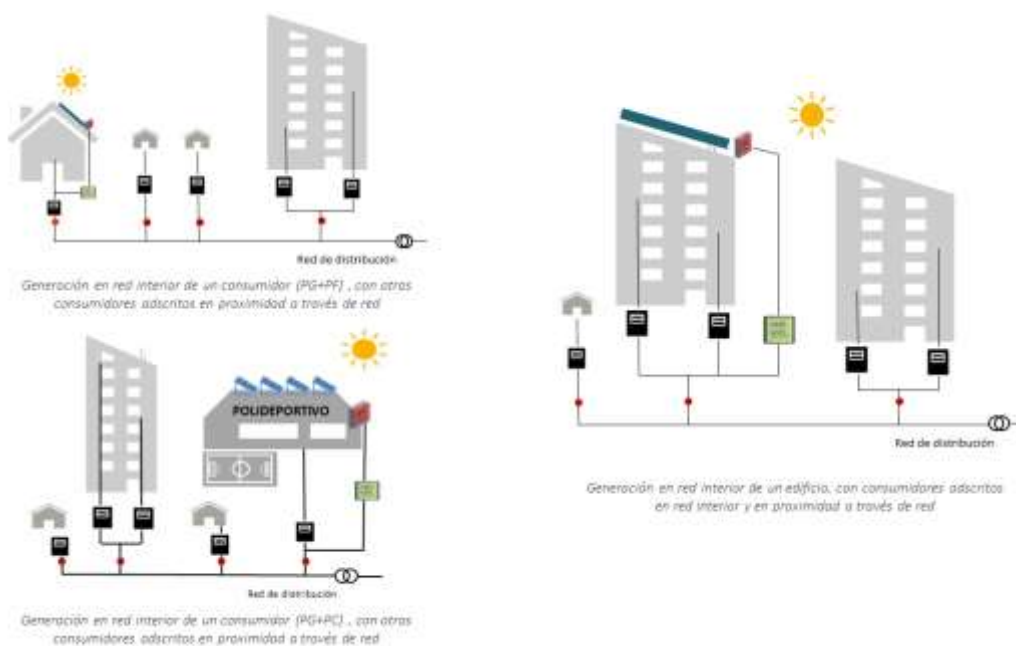 Red de distribución
Generación en red interior de un consumidor (PG+PF) , con otros
consumidores adscritos en proximidad a través de red
POLIDEPORTIVO
Red de distribución
Generación en red interior de un consumidor (PG+PC) , con otros
consumidores adscritos en proximidad a través de red
Red de distribución
Generación en red interior de un edificio, con consumidores adscritos
en red interior y en proximidad a través de red